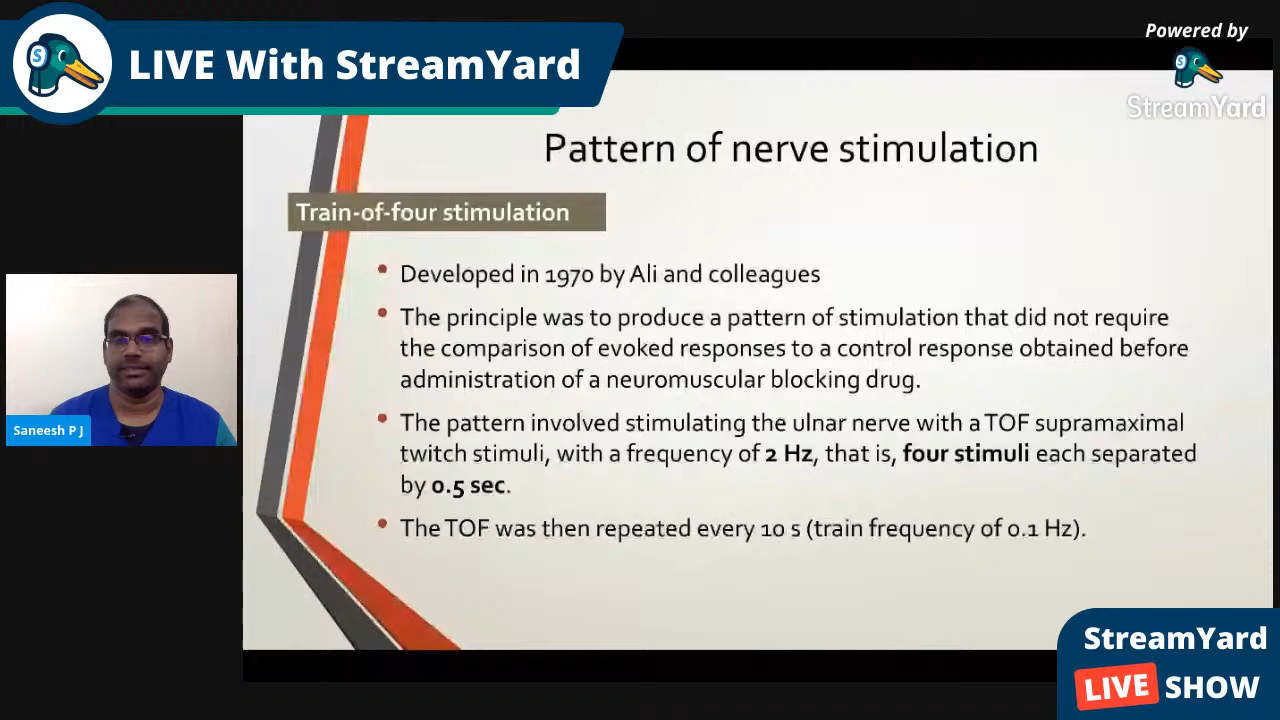 LIVE With StreamYard
Powered by
StreamYard
Pattern of nerve stimulation
Train-of-four stimulation
• Developed in 1970 by Ali and colleagues
• The principle was to produce a pattern of stimulation that did not require
the comparison of evoked responses to a control response obtained before
administration of a neuromuscular blocking drug.
• The pattern involved stimulating the ulnar nerve with a TOF supramaximal
twitch stimuli, with a frequency of 2 Hz, that is, four stimuli each separated
by 0.5 sec.
• The TOF was then repeated every 10 s (train frequency of 0.1 Hz).
Saneesh P J
StreamYard
LIVE SHOW